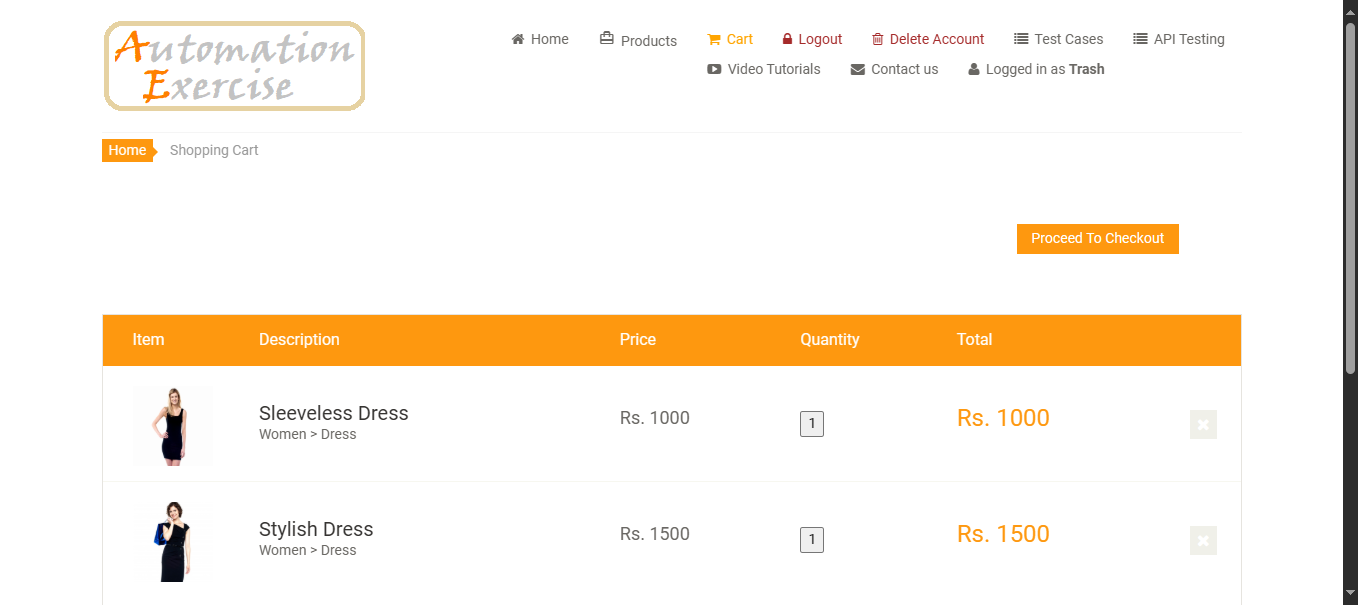 Automation
Exercise
Home Products Cart Logout Delete Account Test Cases API Testing
Video Tutorials Contact us Logged in as Trash
Home Shopping Cart
Proceed To Checkout
Item Description Price Quantity Total
Sleeveless Dress Rs. 1000 1 Rs. 1000
Women > Dress
Stylish Dress Rs. 1500 1 Rs. 1500
Women > Dress